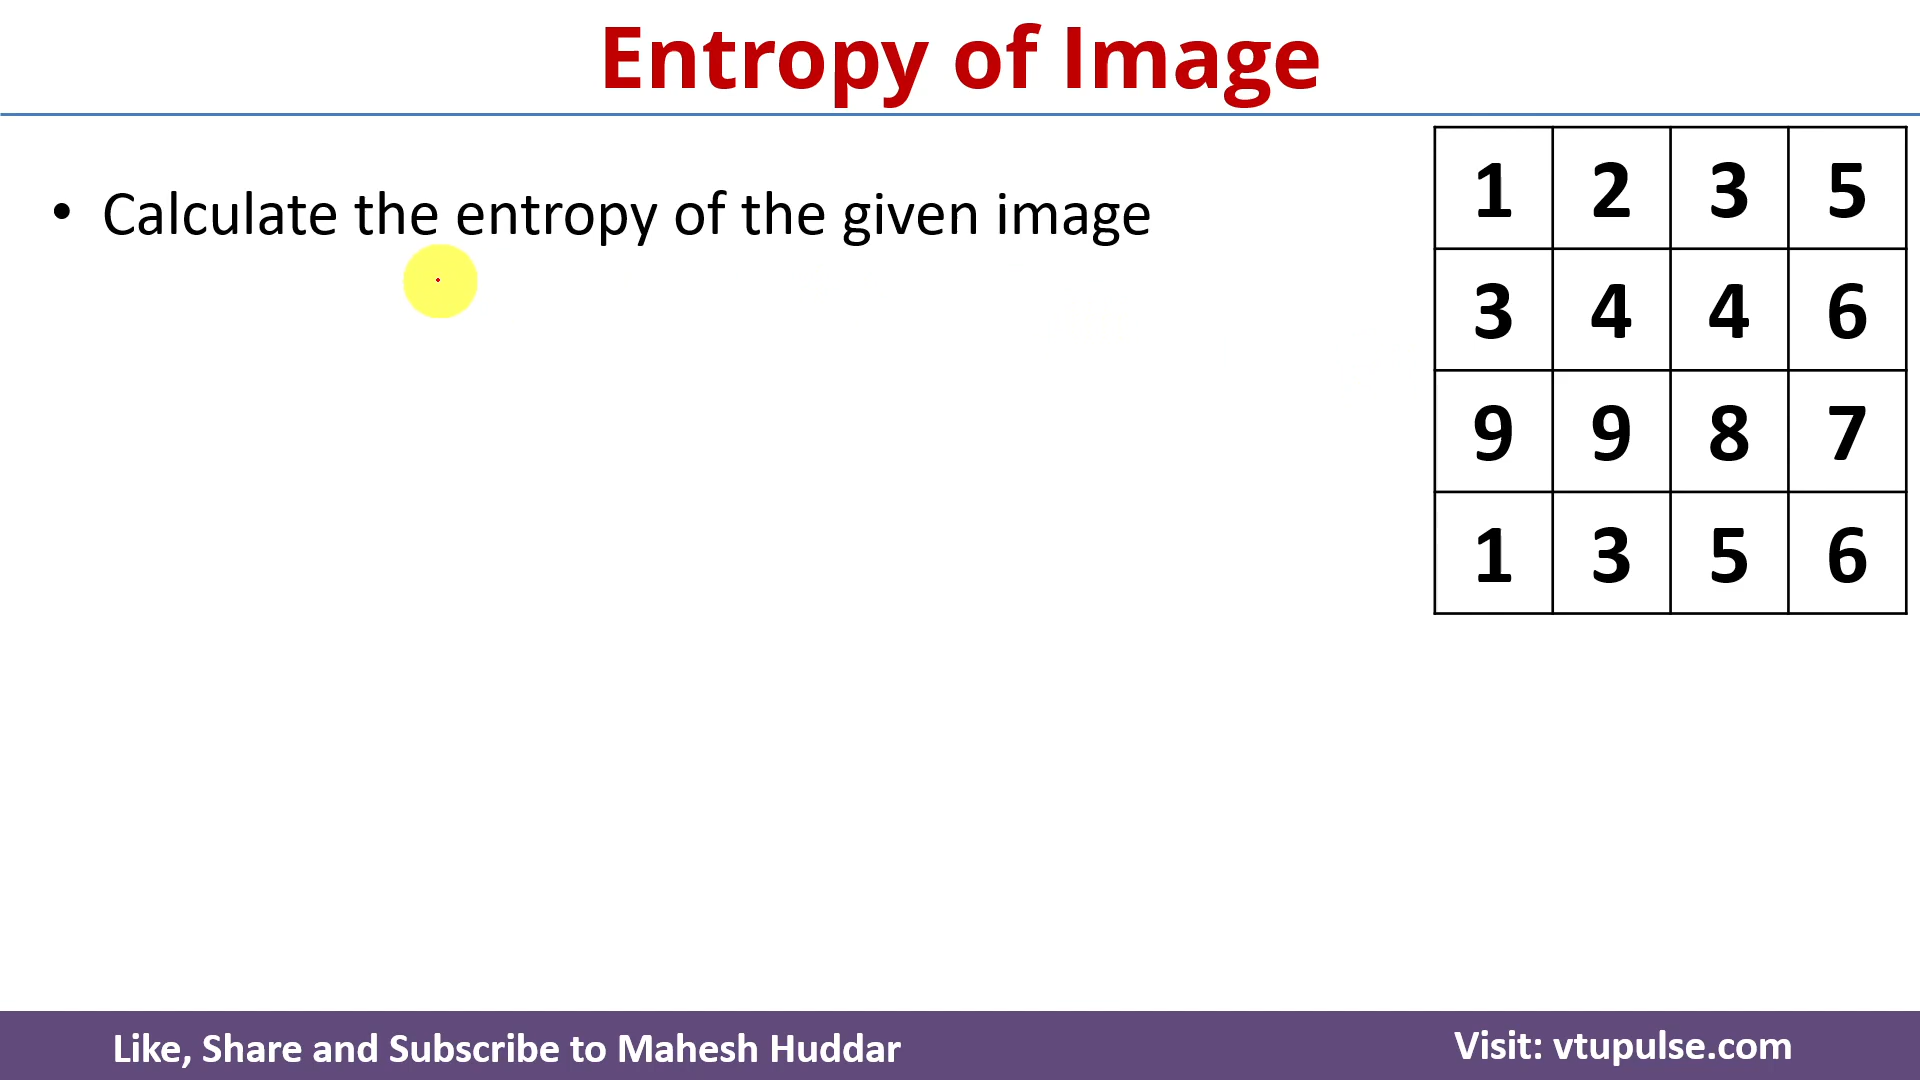 Entropy of Image
• Calculate the entropy of the given image
1 2 3 5
3 4 4 6
9 9 8 7
1 3 5 6
Like, Share and Subscribe to Mahesh Huddar
Visit: vtupulse.com